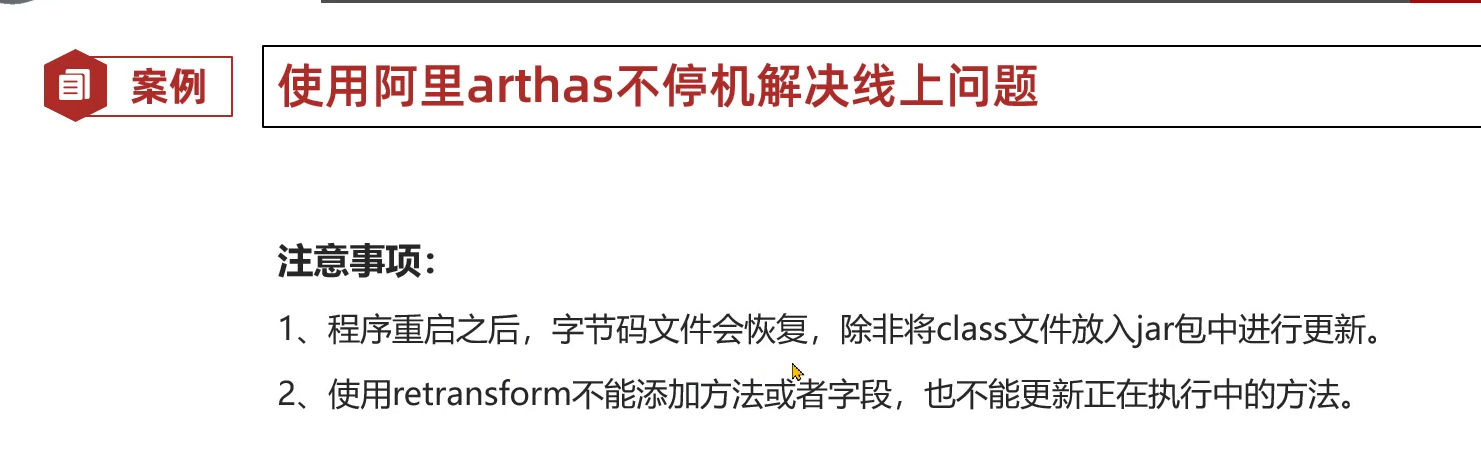 案例
使用阿里arthas不停机解决线上问题
注意事项：
1、程序重启之后，字节码文件会恢复，除非将class文件放入jar包中进行更新。
2、使用retransform不能添加方法或者字段，也不能更新正在执行中的方法。